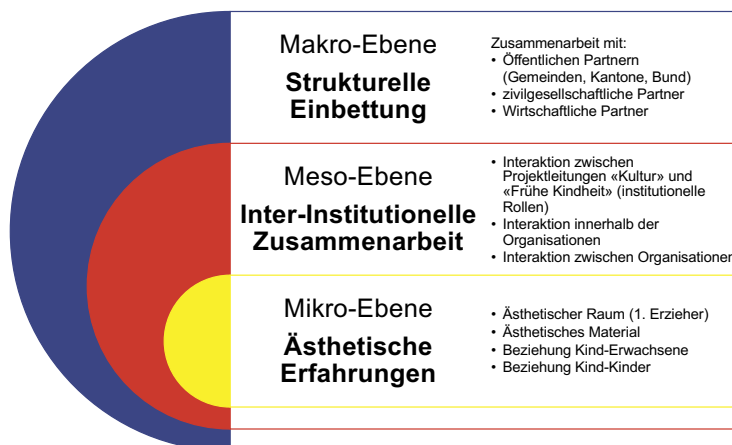 Makro-Ebene
Strukturelle
Einbettung
Zusammenarbeit mit:
• Öffentlichen Partnern
(Gemeinden, Kantone, Bund)
• zivilgesellschaftliche Partner
• Wirtschaftliche Partner
Meso-Ebene
Inter-Institutionelle
Zusammenarbeit
• Interaktion zwischen
Projektleitungen «Kultur» und
«Frühe Kindheit» (institutionelle
Rollen)
• Interaktion innerhalb der
Organisationen
• Interaktion zwischen Organisationen
Mikro-Ebene
Ästhetische
Erfahrungen
• Ästhetischer Raum (1. Erzieher)
• Ästhetisches Material
• Beziehung Kind-Erwachsene
• Beziehung Kind-Kinder